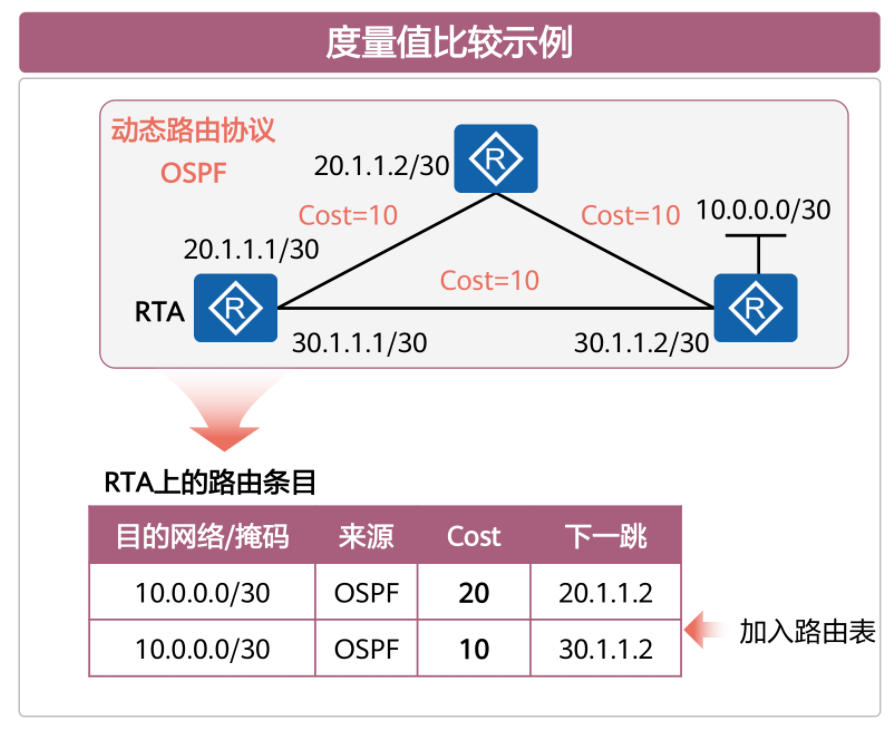 度量值比较示例
动态路由协议
OSPF
20.1.1.2/30
R
Cost=10
Cost=10
10.0.0.0/30
20.1.1.1/30
Cost=10
RTA
R
R
30.1.1.1/30
30.1.1.2/30
RTA上的路由条目
目的网络/掩码 来源 Cost 下一跳
10.0.0.0/30 OSPF 20 20.1.1.2
10.0.0.0/30 OSPF 10 30.1.1.2
加入路由表